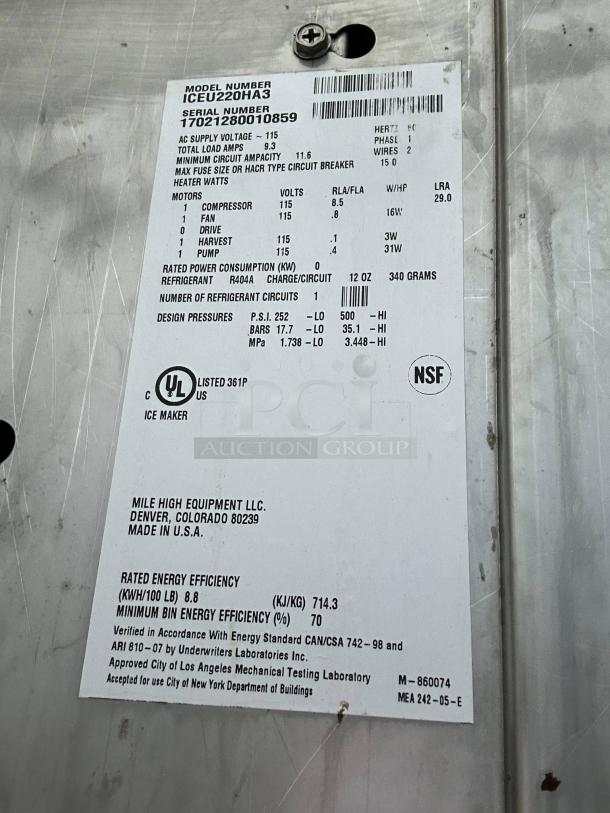 MODEL NUMBER
ICEU220HA3
SERIAL NUMBER
17021280010859
AC SUPPLY VOLTAGE ~ 115 HERTZ 60
TOTAL LOAD AMPS 9.3 PHASE 1
MINIMUM CIRCUIT AMPACITY 11.6 WIRES 2
MAX FUSE SIZE OR HACR TYPE CIRCUIT BREAKER 15 0
HEATER WATTS
MOTORS VOLTS RLA/FLA W/HP LRA
1 COMPRESSOR 115 8.5 29.0
1 FAN 115 .8 16W
0 DRIVE
1 HARVEST 115 .1 3W
1 PUMP 115 .4 31W
RATED POWER CONSUMPTION (KW) 0
REFRIGERANT R404A CHARGE/CIRCUIT 12 OZ 340 GRAMS
NUMBER OF REFRIGERANT CIRCUITS 1
DESIGN PRESSURES P.S.I. 252 -LO 500 -HI
BARS 17.7 -LO 35.1 -HI
MPa 1.738 -LO 3.448 -HI
C UL US LISTED 361P
ICE MAKER
NSF
PCI
AUCTION GROUP
MILE HIGH EQUIPMENT LLC.
DENVER, COLORADO 80239
MADE IN U.S.A.
RATED ENERGY EFFICIENCY
(KWH/100 LB) 8.8 (KJ/KG) 714.3
MINIMUM BIN ENERGY EFFICIENCY (%) 70
Verified in Accordance With Energy Standard CAN/CSA 742-98 and
ARI 810-07 by Underwriters Laboratories Inc.
Approved City of Los Angeles Mechanical Testing Laboratory M-860074
Accepted for use City of New York Department of Buildings MEA 242-05-E